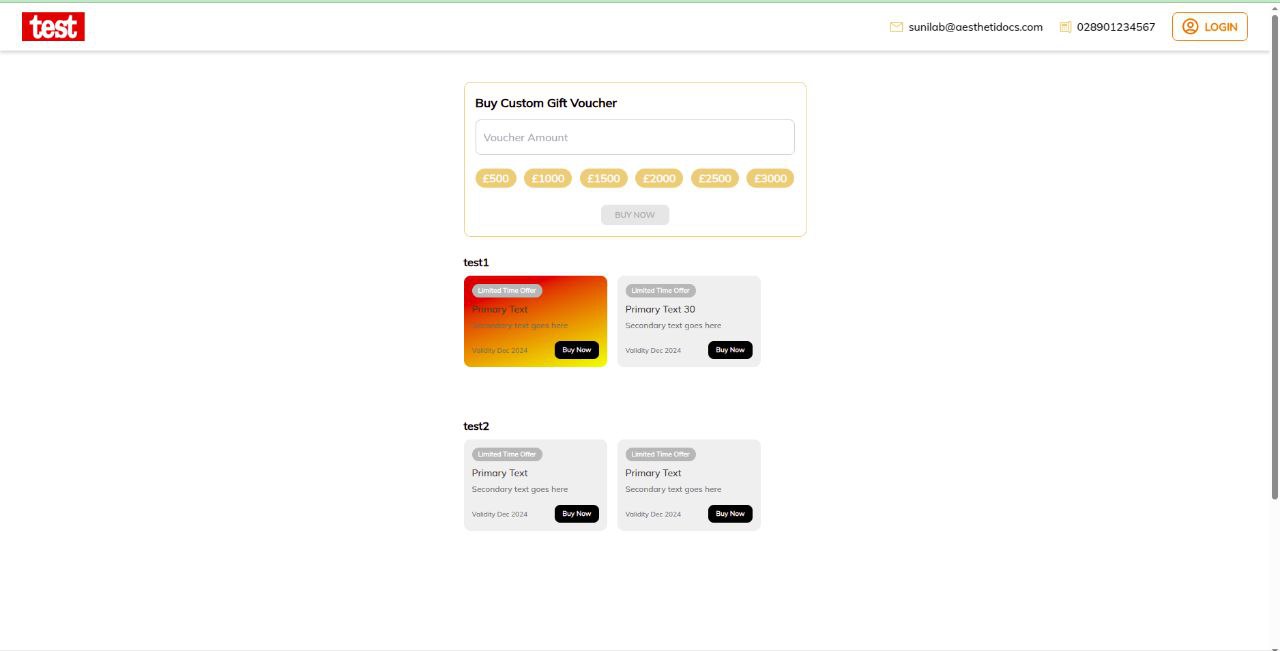 test
sunilab@aesthetidocs.com 028901234567 LOGIN
Buy Custom Gift Voucher
Voucher Amount
£500 £1000 £1500 £2000 £2500 £3000
BUY NOW
test1
Limited Time Offer
Primary Text
Secondary text goes here
Validity Dec 2024 Buy Now
Limited Time Offer
Primary Text 30
Secondary text goes here
Validity Dec 2024 Buy Now
test2
Limited Time Offer
Primary Text
Secondary text goes here
Validity Dec 2024 Buy Now
Limited Time Offer
Primary Text
Secondary text goes here
Validity Dec 2024 Buy Now